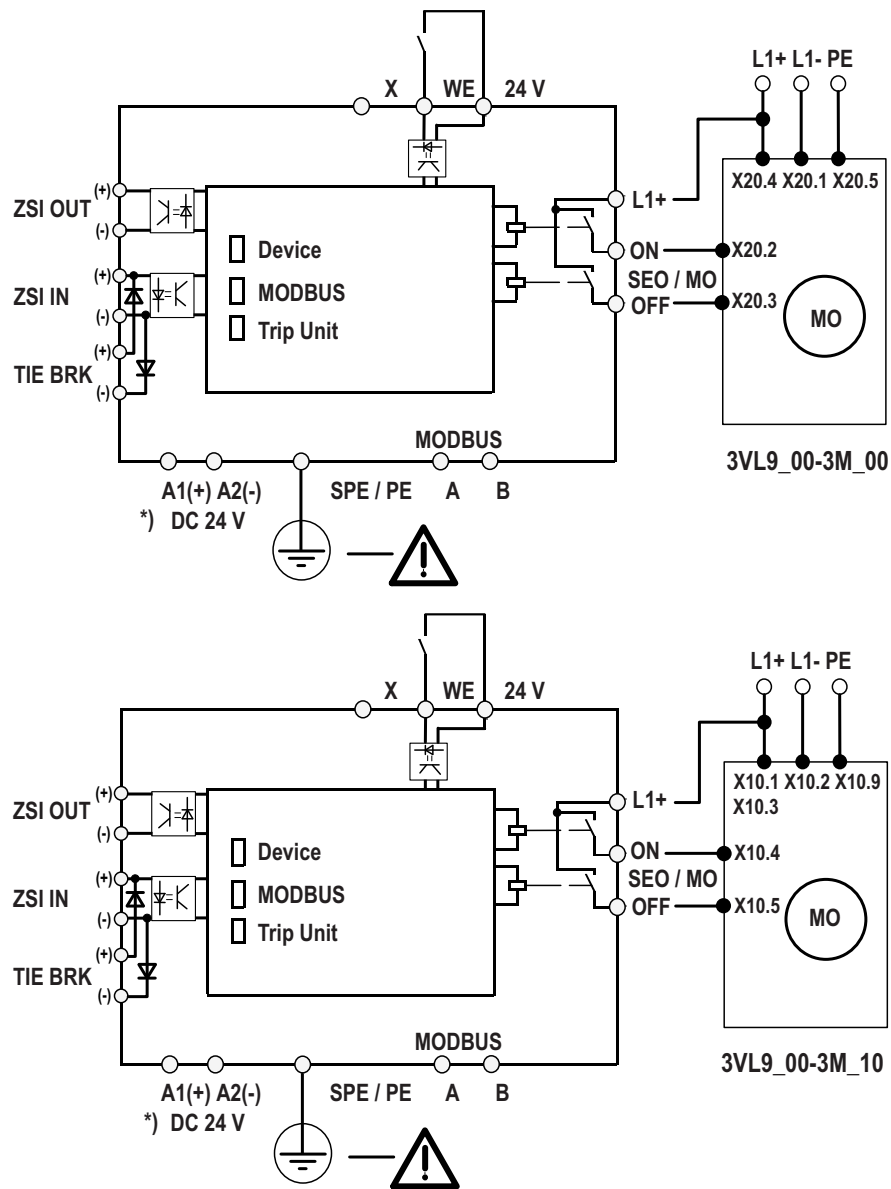 L1+ L1- PE
X WE 24 V
X20.4 X20.1 X20.5
(+)
ZSI OUT
(-)
L1+
Device
ON
X20.2
(+)
ZSI IN
(-)
MODBUS
SEO / MO
OFF
X20.3
MO
Trip Unit
(+)
TIE BRK
(-)
MODBUS
3VL9_00-3M_00
A1(+) A2(-) SPE / PE A B
*) DC 24 V
!
L1+ L1- PE
X WE 24 V
X10.1 X10.2 X10.9
X10.3
(+)
ZSI OUT
(-)
L1+
Device
ON
X10.4
(+)
ZSI IN
(-)
MODBUS
SEO / MO
OFF
X10.5
MO
Trip Unit
(+)
TIE BRK
(-)
MODBUS
3VL9_00-3M_10
A1(+) A2(-) SPE / PE A B
*) DC 24 V
!